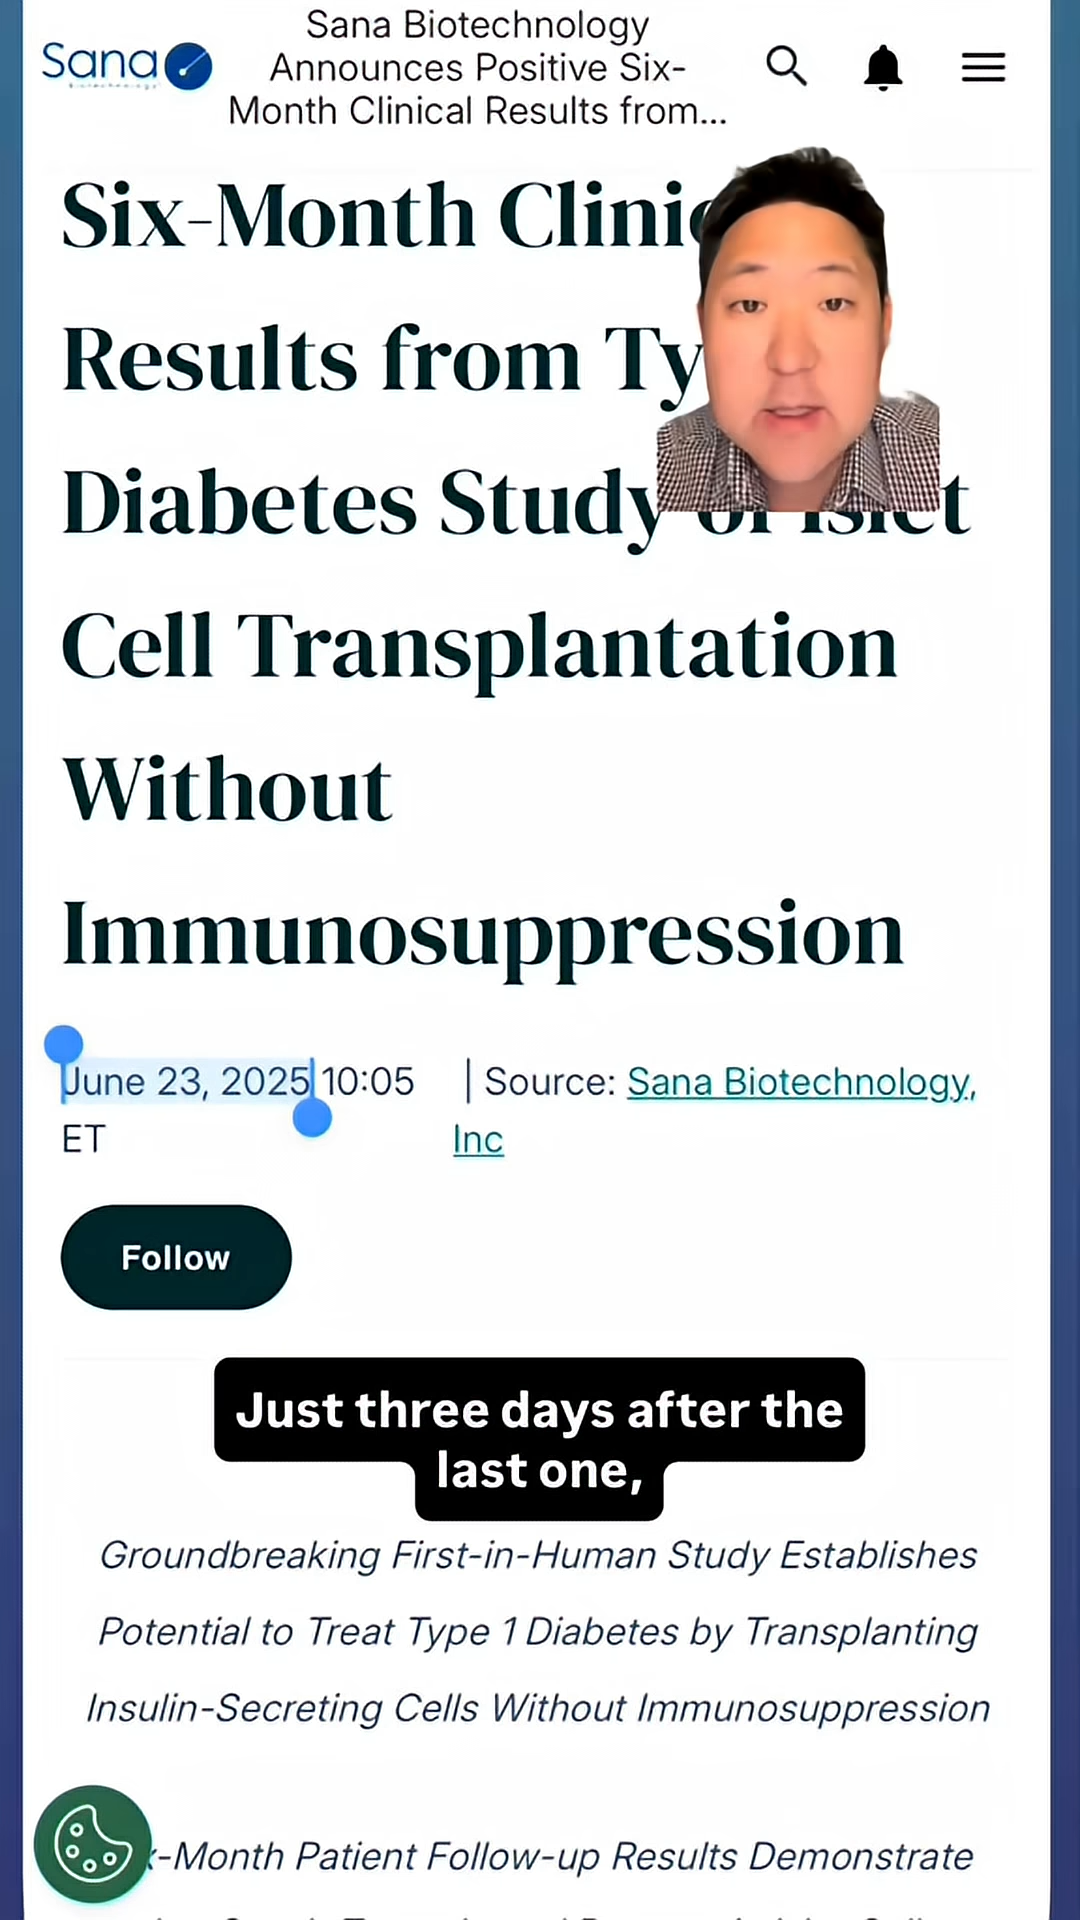 Sana
Sana Biotechnology
Announces Positive Six-
Month Clinical Results from...
Six-Month Clinic
Results from Ty
Diabetes Study of Islet
Cell Transplantation
Without
Immunosuppression
June 23, 2025 10:05 ET | Source: Sana Biotechnology, Inc
Follow
Just three days after the
last one,
Groundbreaking First-in-Human Study Establishes
Potential to Treat Type 1 Diabetes by Transplanting
Insulin-Secreting Cells Without Immunosuppression
-Month Patient Follow-up Results Demonstrate